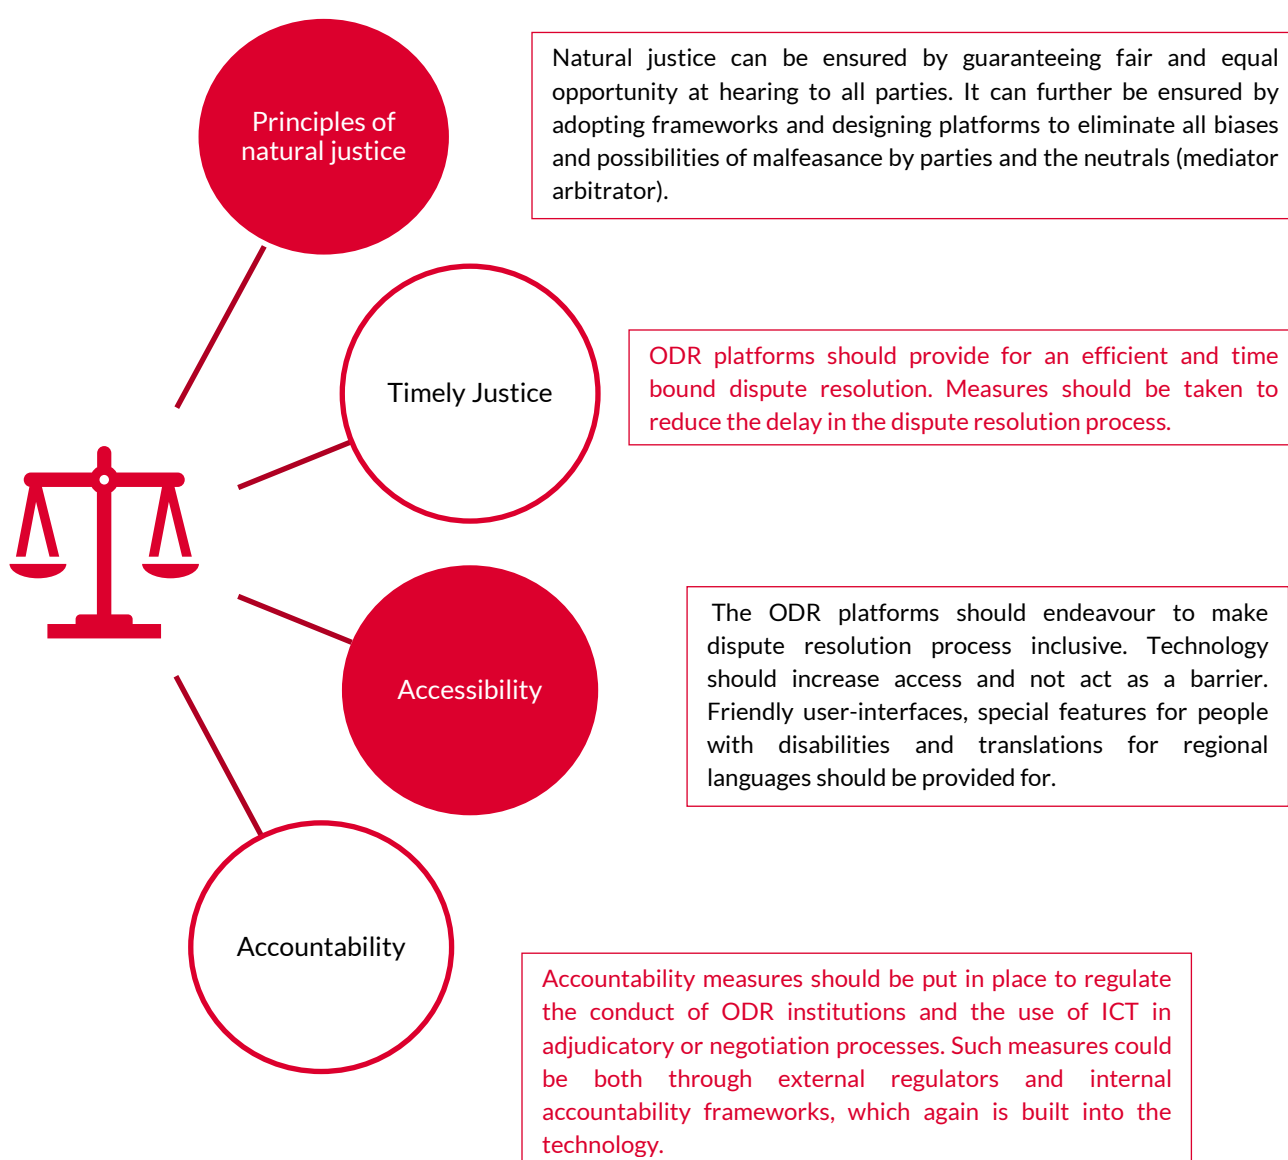 Principles of
natural justice
Natural justice can be ensured by guaranteeing fair and equal
opportunity at hearing to all parties. It can further be ensured by
adopting frameworks and designing platforms to eliminate all biases
and possibilities of malfeasance by parties and the neutrals (mediator
arbitrator).
Timely Justice
ODR platforms should provide for an efficient and time
bound dispute resolution. Measures should be taken to
reduce the delay in the dispute resolution process.
Accessibility
The ODR platforms should endeavour to make
dispute resolution process inclusive. Technology
should increase access and not act as a barrier.
Friendly user-interfaces, special features for people
with disabilities and translations for regional
languages should be provided for.
Accountability
Accountability measures should be put in place to regulate
the conduct of ODR institutions and the use of ICT in
adjudicatory or negotiation processes. Such measures could
be both through external regulators and internal
accountability frameworks, which again is built into the
technology.